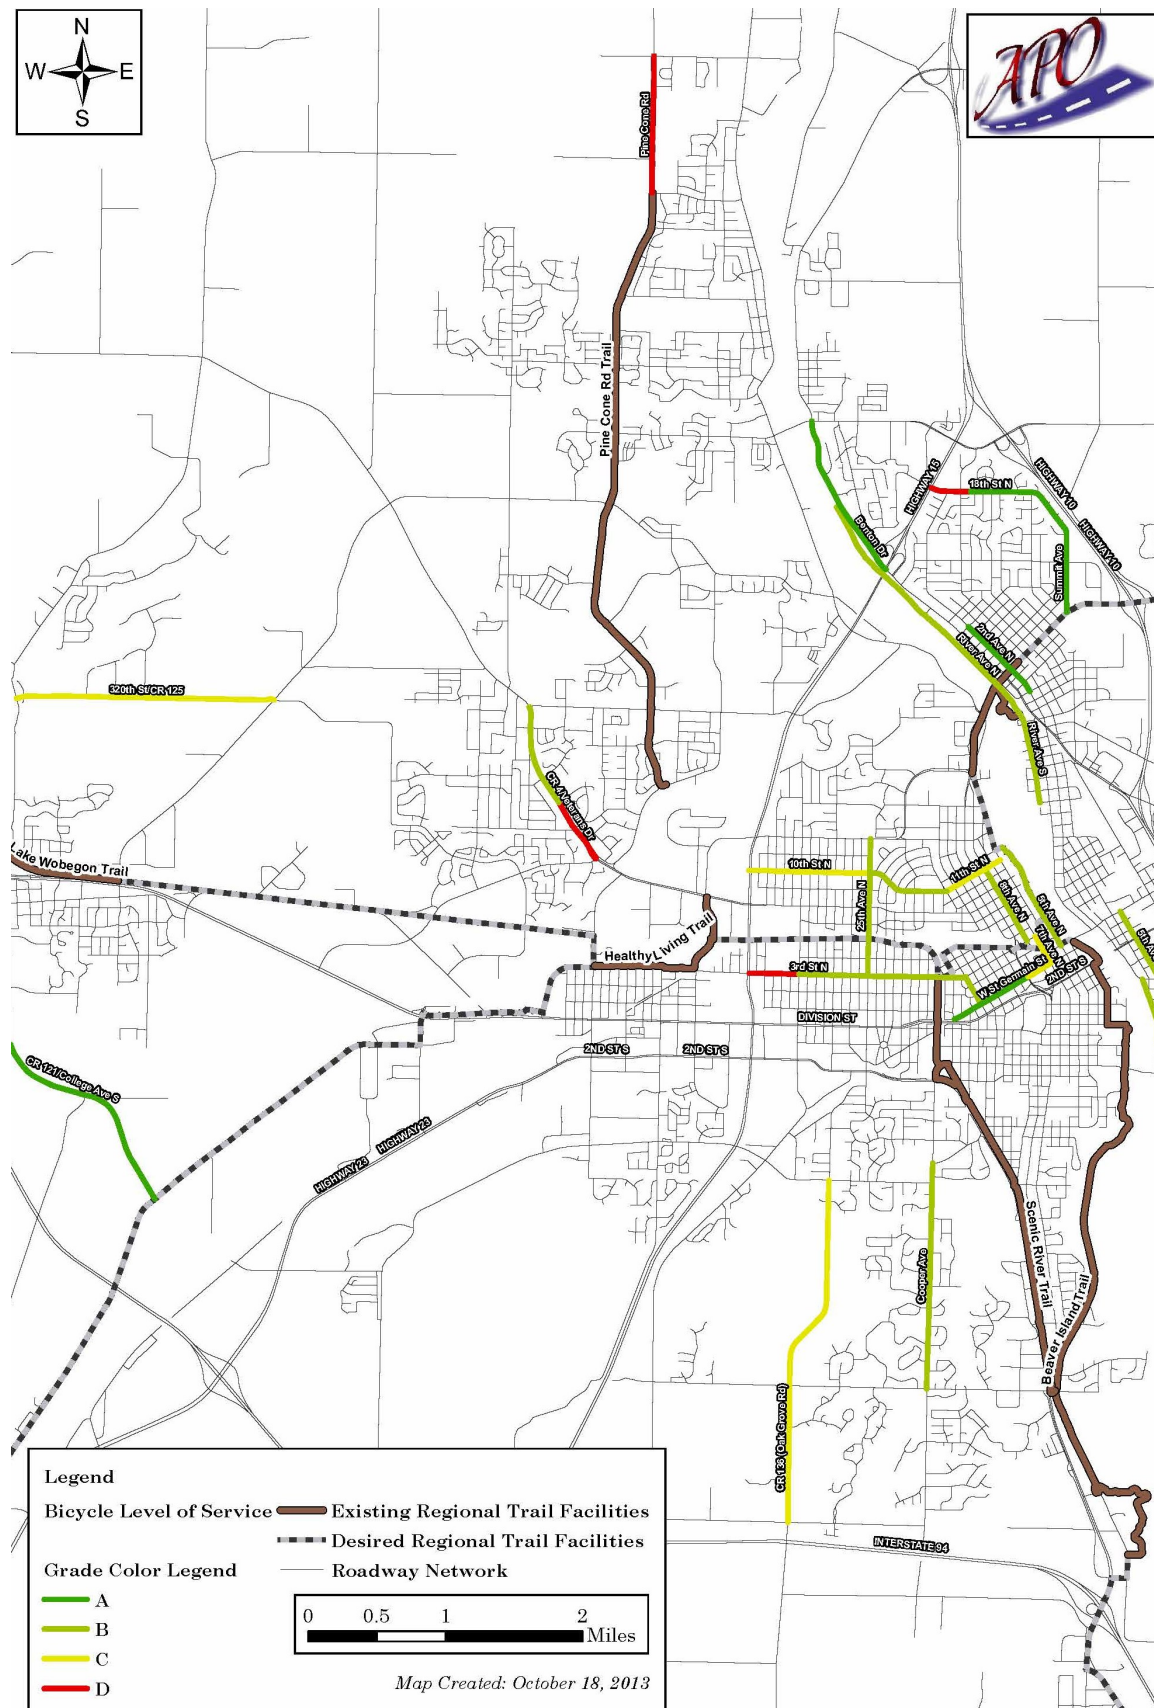 N
W E
S
APO
Pine Cone Rd
Pine Cone Rd Trail
HIGHWAY 15
18th St N
HIGHWAY 10
HIGHWAY 10
Benton Dr
Summit Ave
2nd Ave N
River Ave N
320th St/CR 125
River Ave S
CR 4/Veterans Dr
Lake Wobegon Trail
10th St N
11th St N
25th Ave N
8th Ave N
9th Ave N
7th Ave N
5th Ave
Healthy Living Trail
3rd St N
W St Germain St
2ND ST S
DIVISION ST
2ND ST S
2ND ST S
CR 121/College Ave S
HIGHWAY 23
HIGHWAY 23
Scenic River Trail
Cooper Ave
Beaver Island Trail
CR 136 (Oak Grove Rd)
INTERSTATE 94
Legend
Bicycle Level of Service
Existing Regional Trail Facilities
Desired Regional Trail Facilities
Roadway Network
Grade Color Legend
A
B
C
D
0 0.5 1 2
Miles
Map Created: October 18, 2013